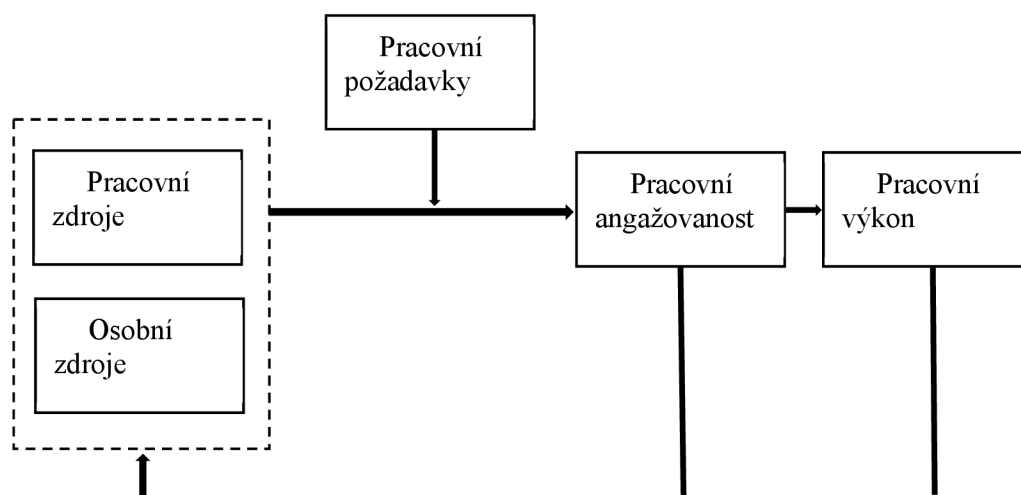 Pracovní
požadavky
Pracovní
zdroje
Osobní
zdroje
Pracovní
angažovanost
Pracovní
výkon